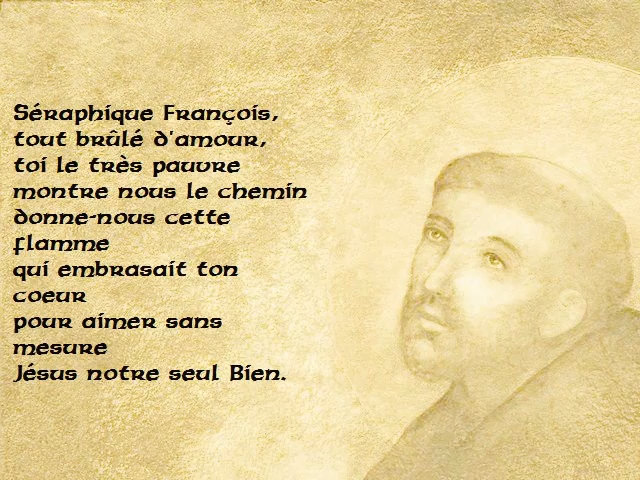 Séraphique François,
tout brûlé d'amour,
toi le très pauvre
montre nous le chemin
donne-nous cette
flamme
qui embrasait ton
coeur
pour aimer sans
mesure
Jésus notre seul Bien.